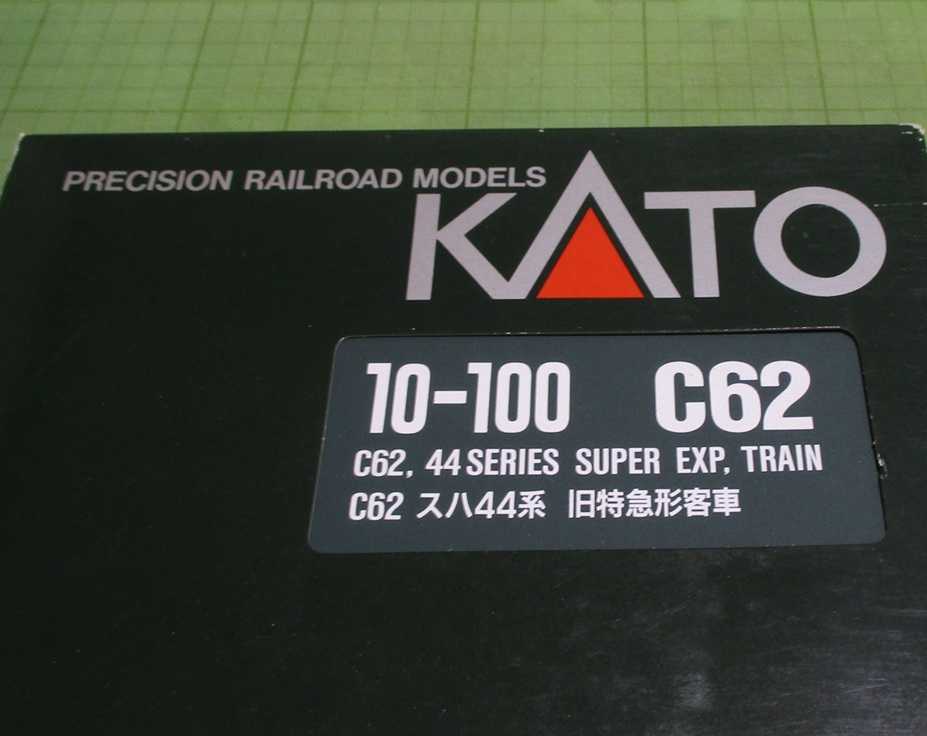 PRECISION RAILROAD MODELS
KATO
10-100 C62
C62, 44 SERIES SUPER EXP, TRAIN
C62 スハ44系 旧特急形客車